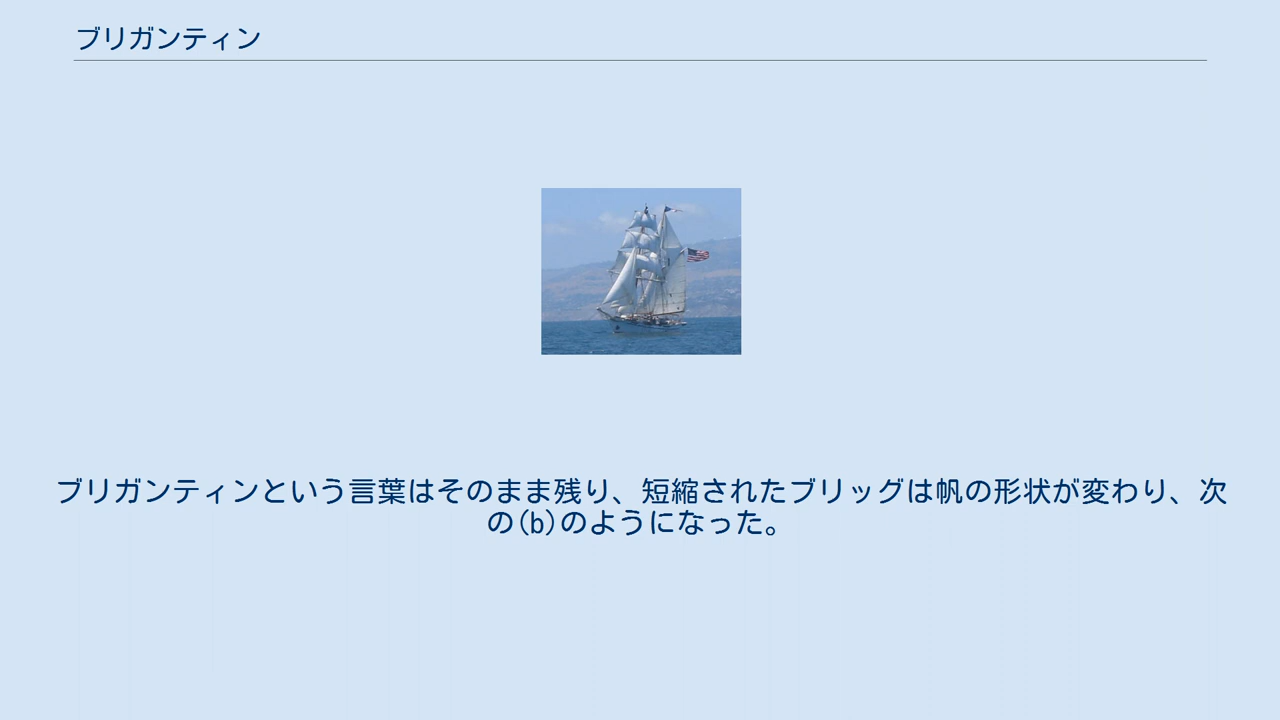 ブリガンティン
ブリガンティンという言葉はそのまま残り、短縮されたブリッグは帆の形状が変わり、次
の(b)のようになった。